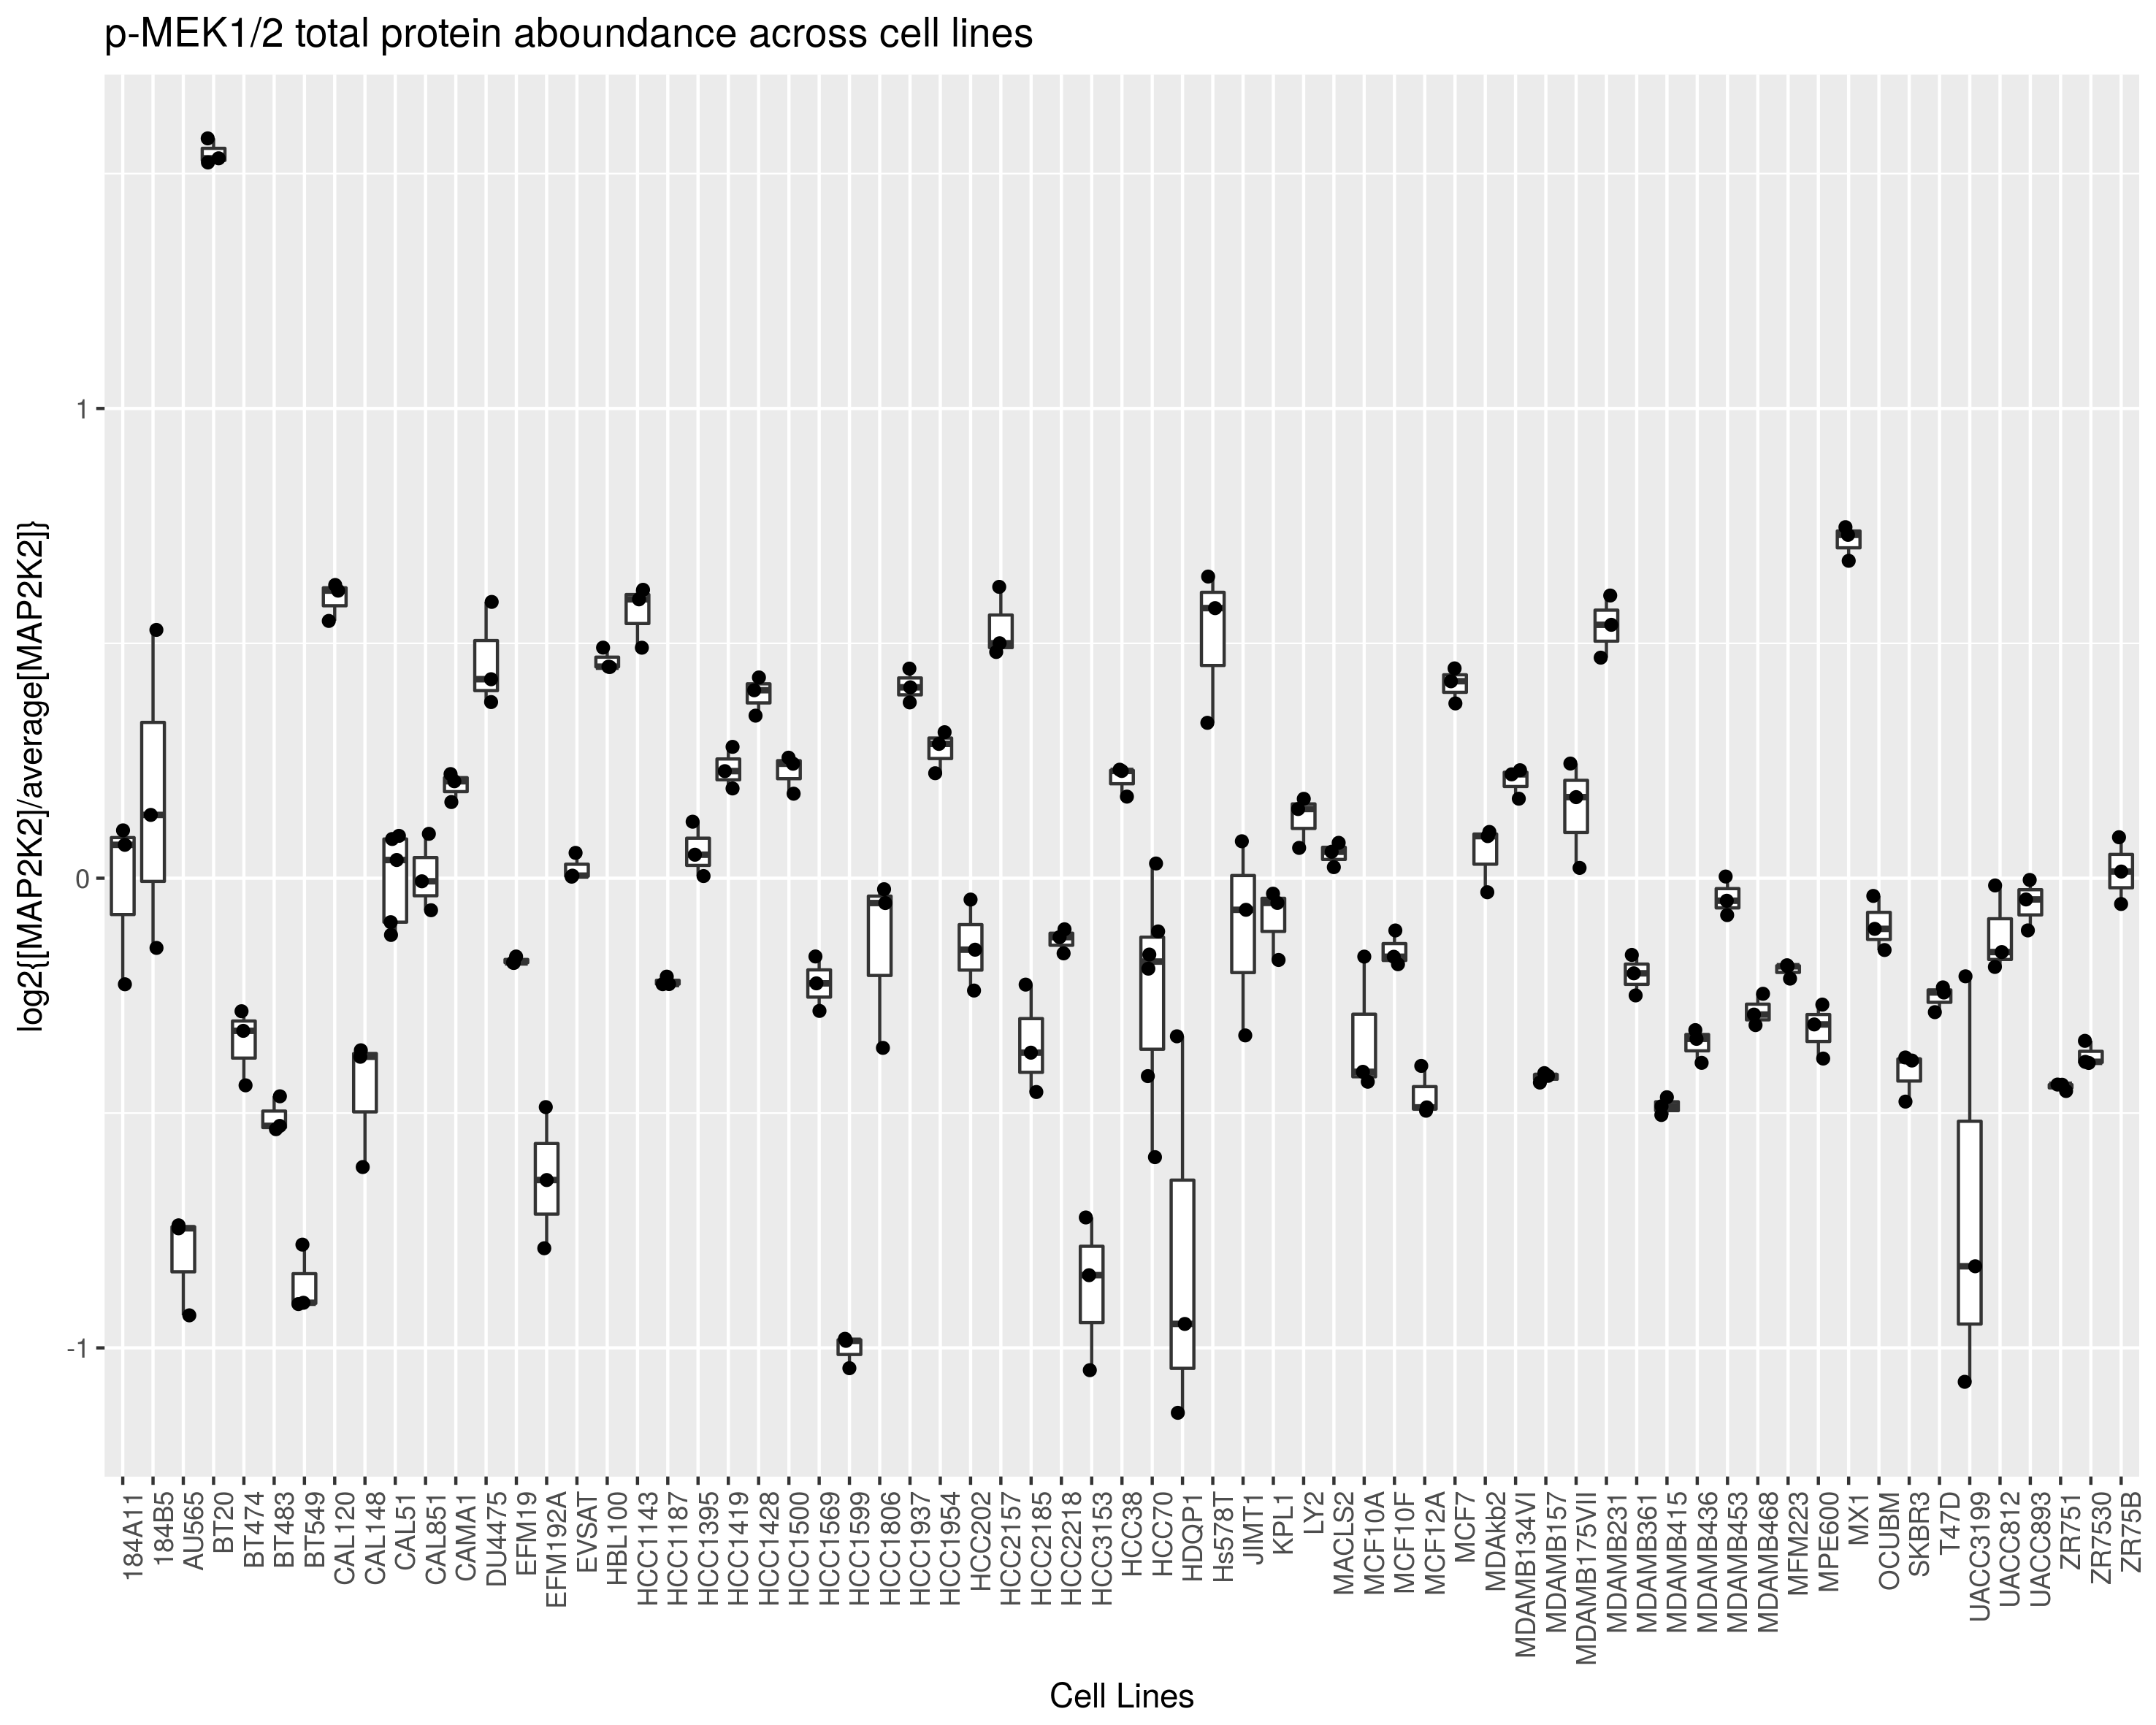 p-MEK1/2 total protein aboundance across cell lines
log2{[MAP2K2]/average[MAP2K2]}
1
0
-1
184A11
184B5
AU565
BT20
BT474
BT483
BT549
CAL120
CAL148
CAL51
CAL851
CAMA1
DU4475
EFM19
EFM192A
EVSAT
HBL100
HCC1143
HCC1187
HCC1395
HCC1419
HCC1428
HCC1500
HCC1569
HCC1599
HCC1806
HCC1937
HCC1954
HCC202
HCC2157
HCC2185
HCC2218
HCC3153
HCC38
HCC70
HDQP1
Hs578T
JIMT1
KPL1
LY2
MACLS2
MCF10A
MCF10F
MCF12A
MCF7
MDAkb2
MDAMB134VI
MDAMB157
MDAMB175VII
MDAMB231
MDAMB361
MDAMB415
MDAMB436
MDAMB453
MDAMB468
MFM223
MPE600
MX1
OCUBM
SKBR3
T47D
UACC3199
UACC812
UACC893
ZR751
ZR7530
ZR75B
Cell Lines